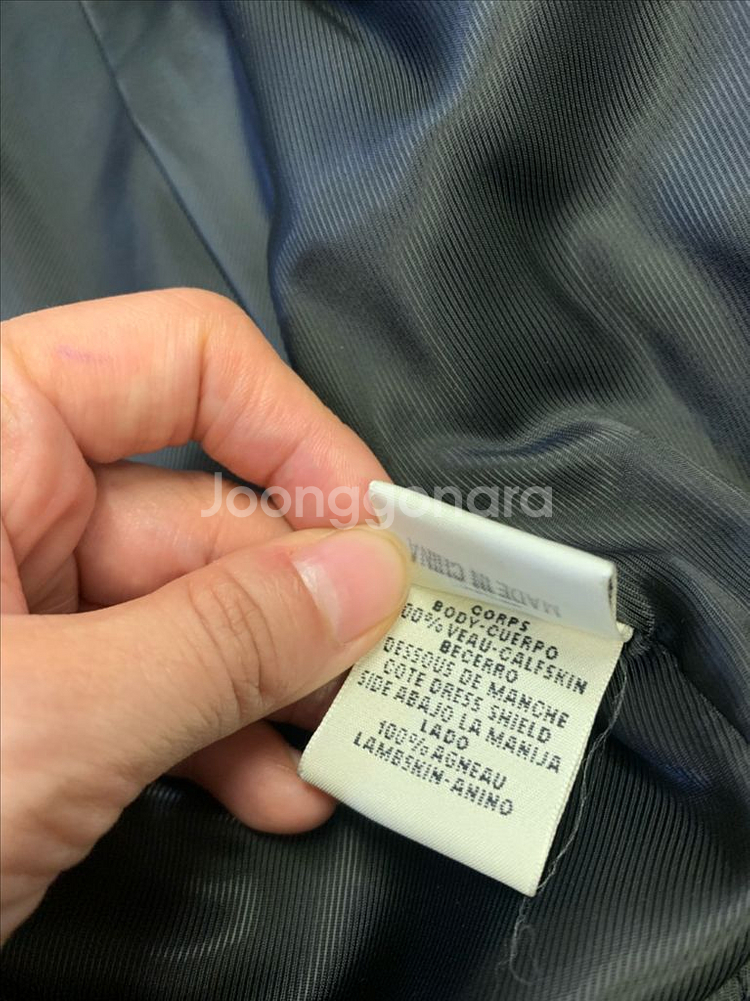 Joonggonara
MADE IN CHINA
CORPS
BODY-CUERPO
00% VEAU-CALFSKIN
BECERRO
DESSOUS DE MANCHE
COTE DRESS SHIELD
SIDE ABAJO LA MANIJA
LADO
100% AGNEAU
LAMBSKIN-ANINO